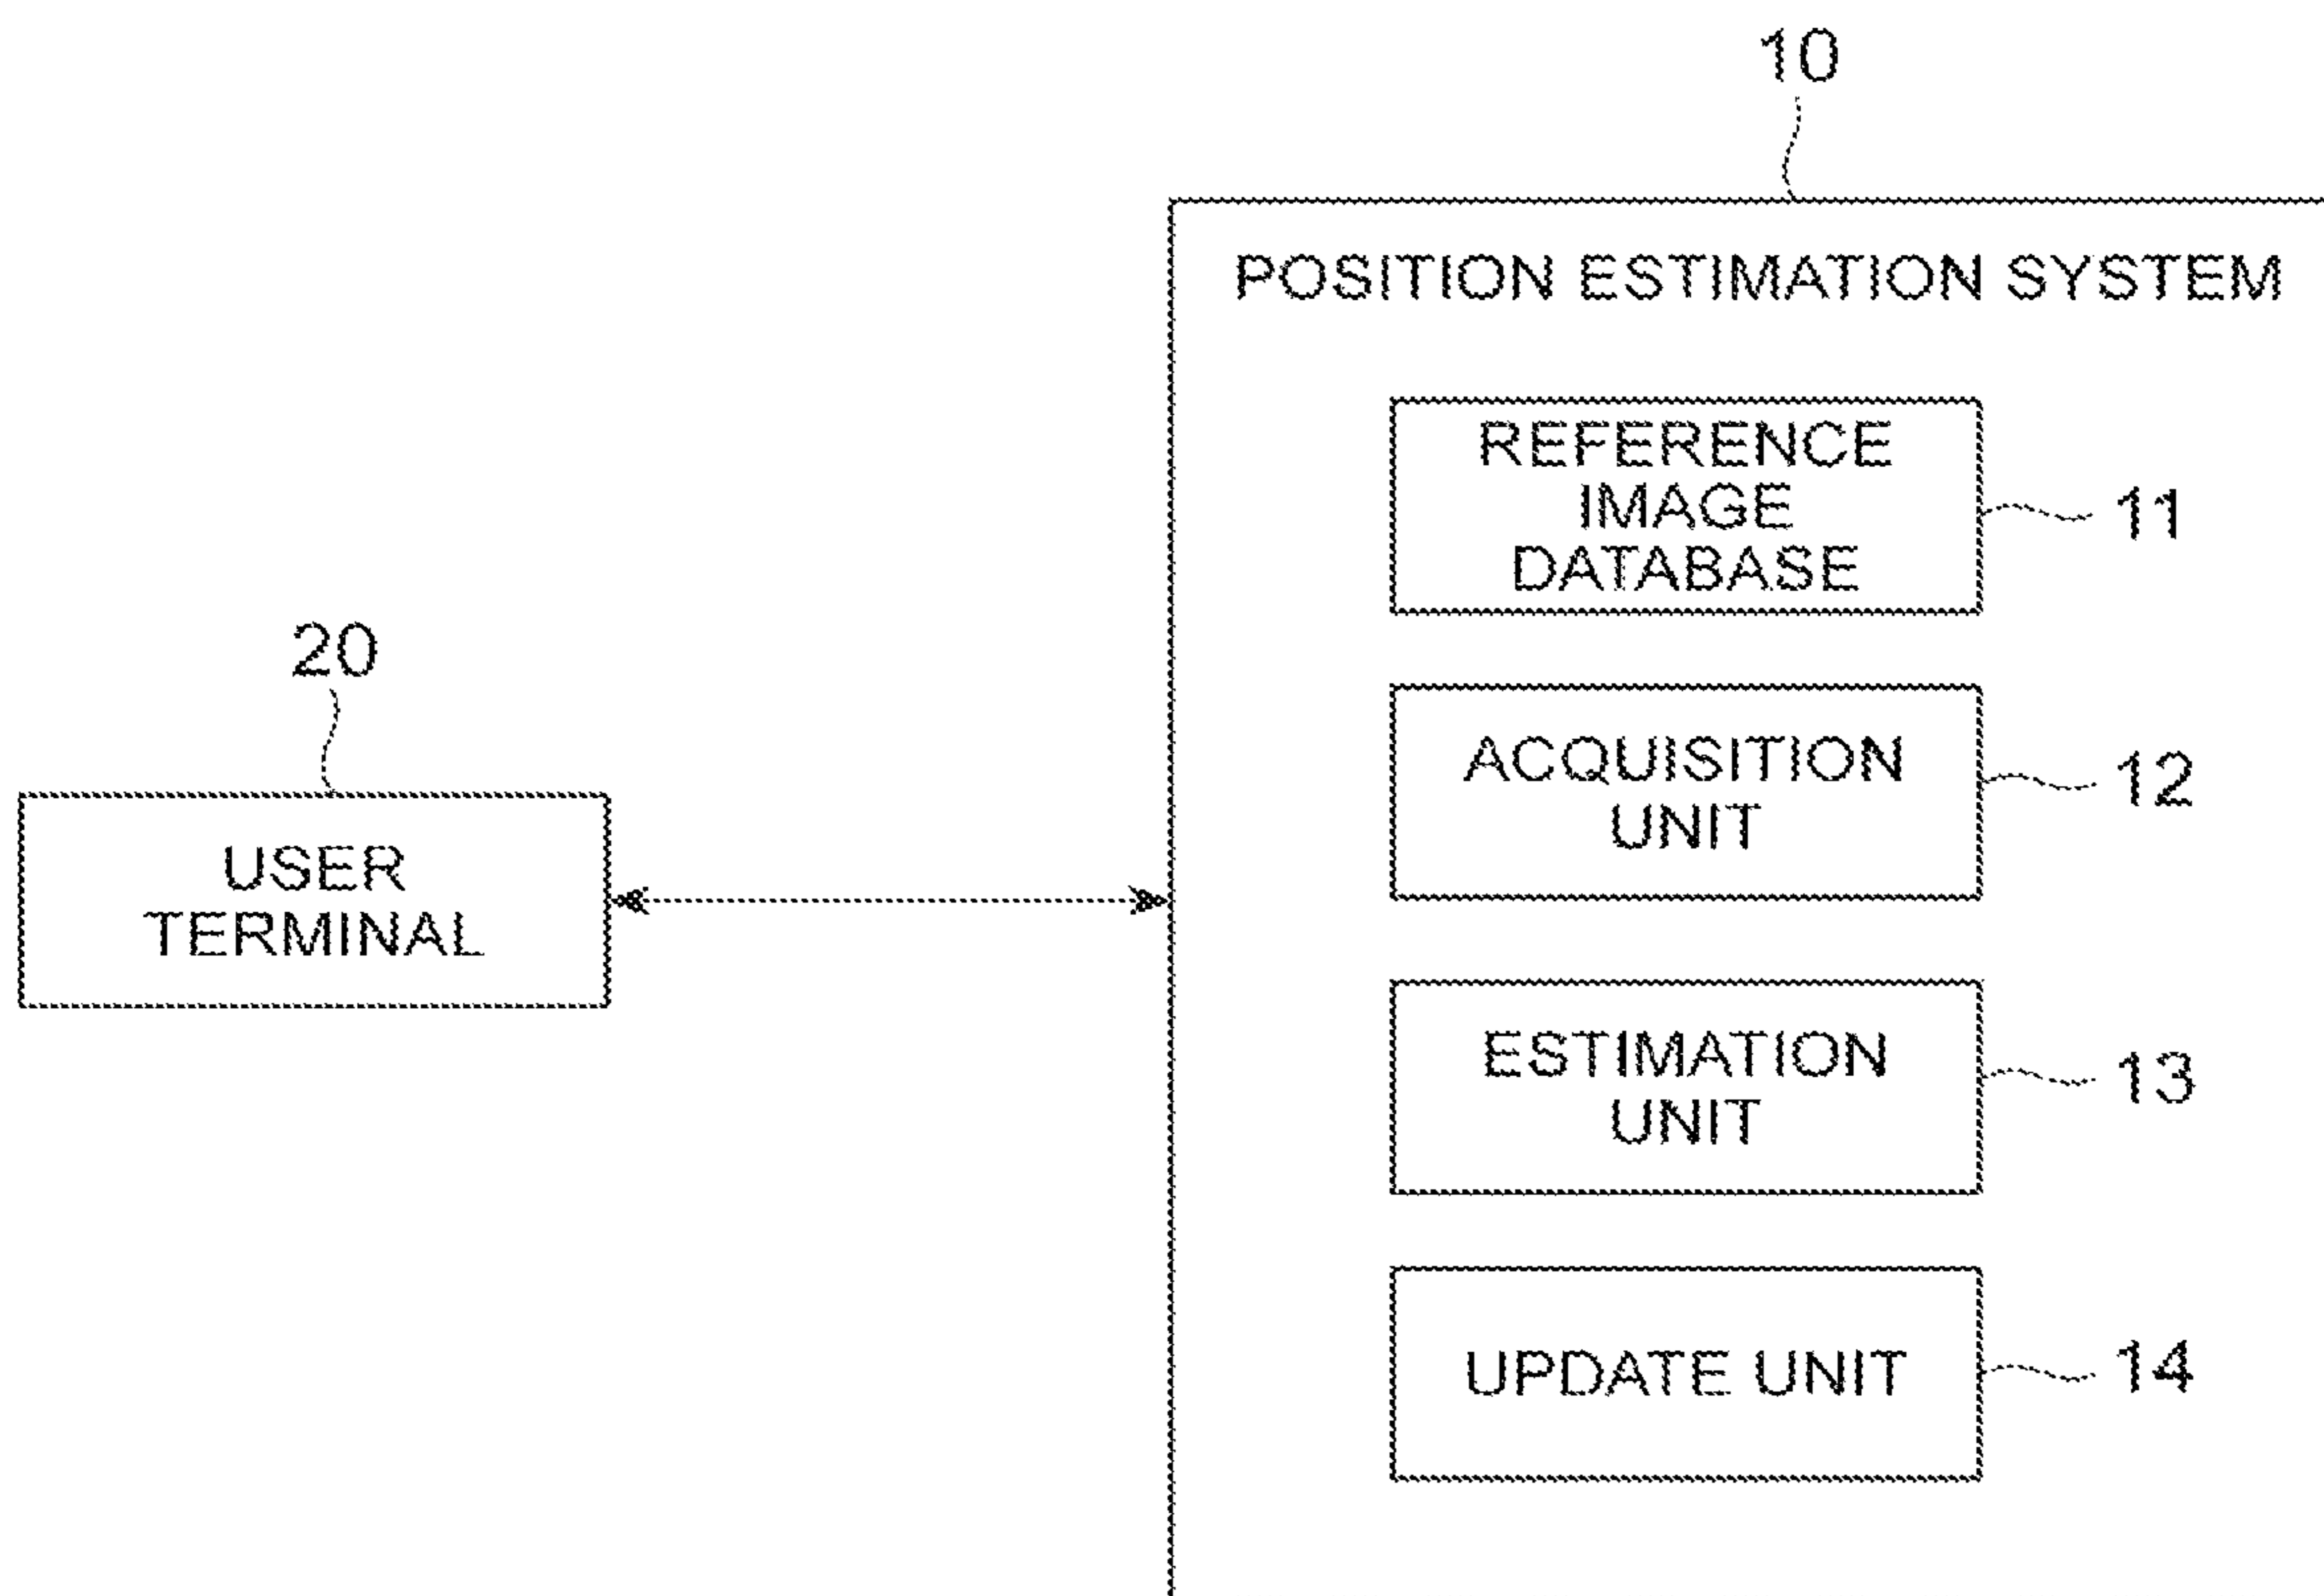 10
POSITION ESTIMATION SYSTEM
REFERENCE
IMAGE
DATABASE
11
20
ACQUISITION
UNIT
12
USER
TERMINAL
ESTIMATION
UNIT
13
UPDATE UNIT
14